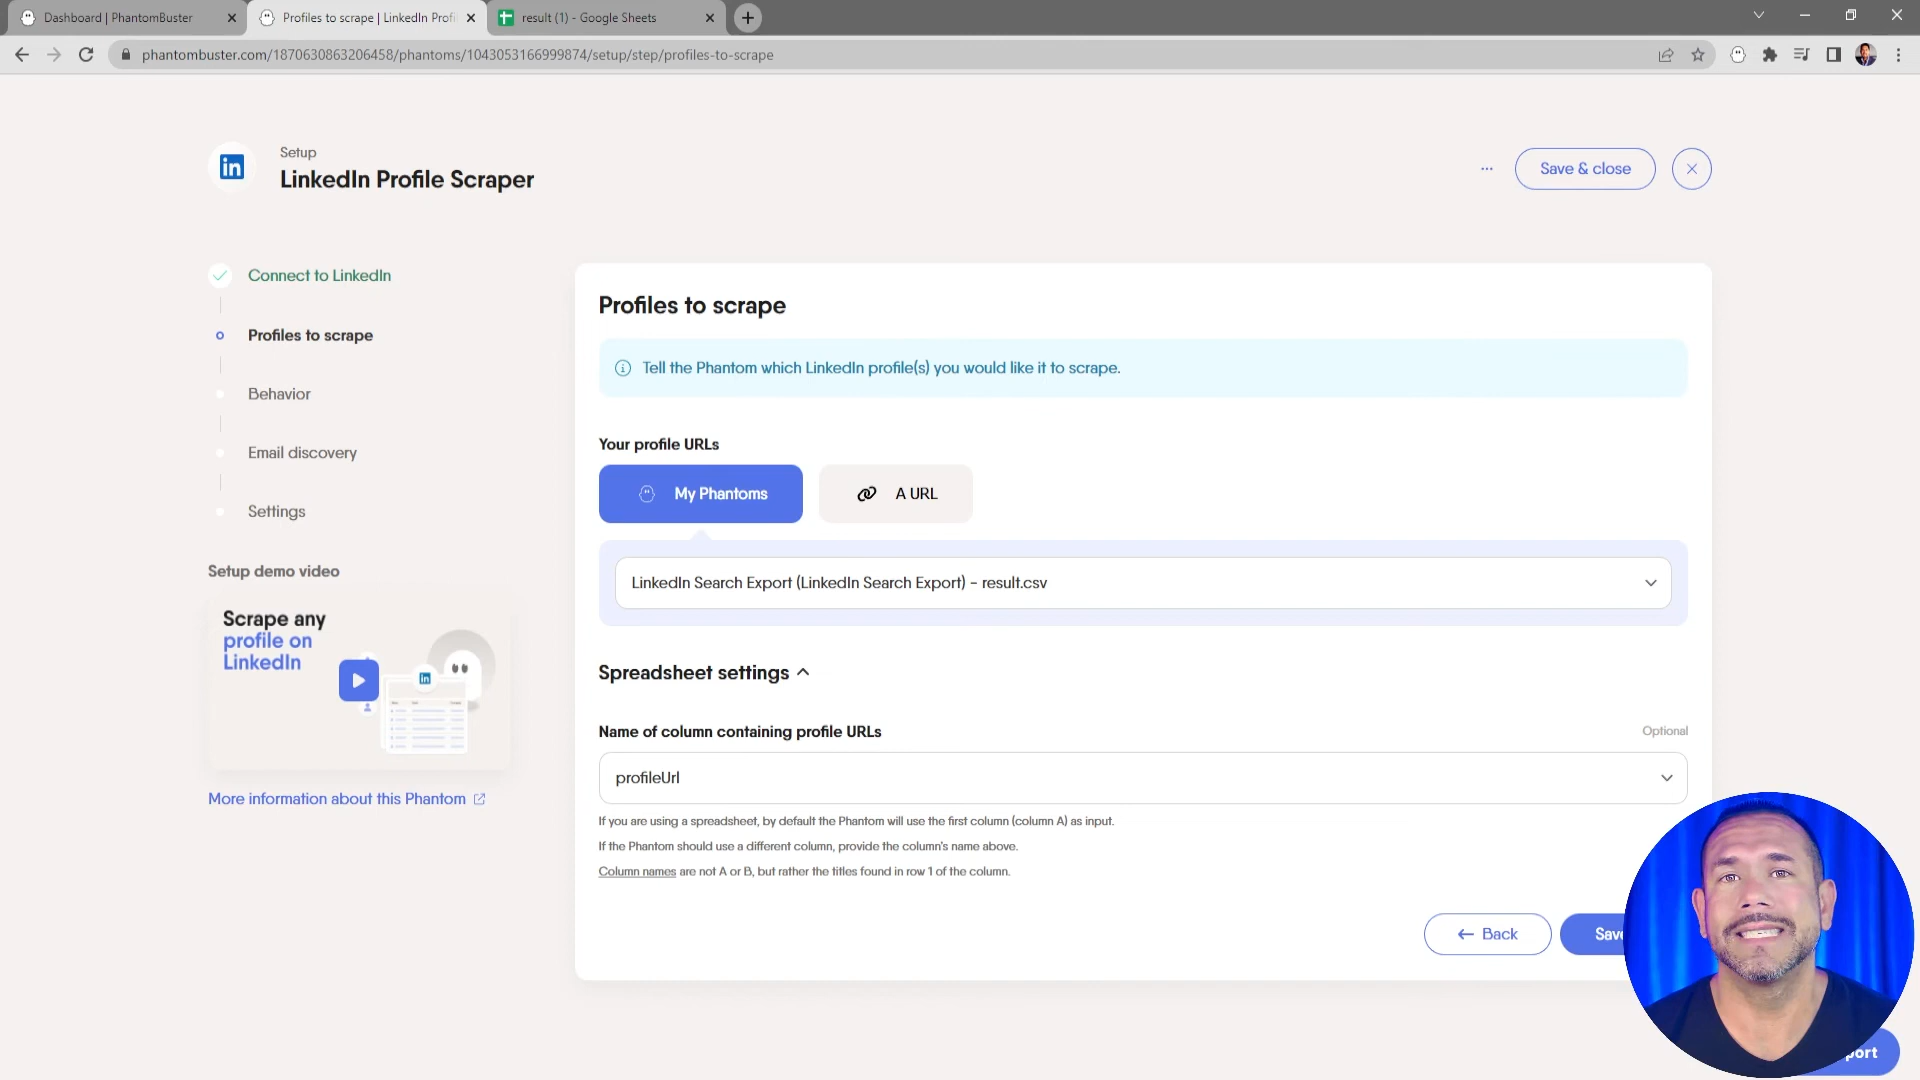 Dashboard | PhantomBuster
Profiles to scrape | LinkedIn Profi
result (1) - Google Sheets
phantombuster.com/1870630863206458/phantoms/1043053166999874/setup/step/profiles-to-scrape
in
Setup
LinkedIn Profile Scraper
Save & close
Connect to LinkedIn
Profiles to scrape
Behavior
Email discovery
Settings
Setup demo video
Scrape any
profile on
LinkedIn
in
More information about this Phantom
Profiles to scrape
Tell the Phantom which LinkedIn profile(s) you would like it to scrape.
Your profile URLs
My Phantoms
A URL
LinkedIn Search Export (LinkedIn Search Export) - result.csv
Spreadsheet settings
Name of column containing profile URLs
Optional
profileUrl
If you are using a spreadsheet, by default the Phantom will use the first column (column A) as input.
If the Phantom should use a different column, provide the column's name above.
Column names are not A or B, but rather the titles found in row 1 of the column.
← Back
Save
port